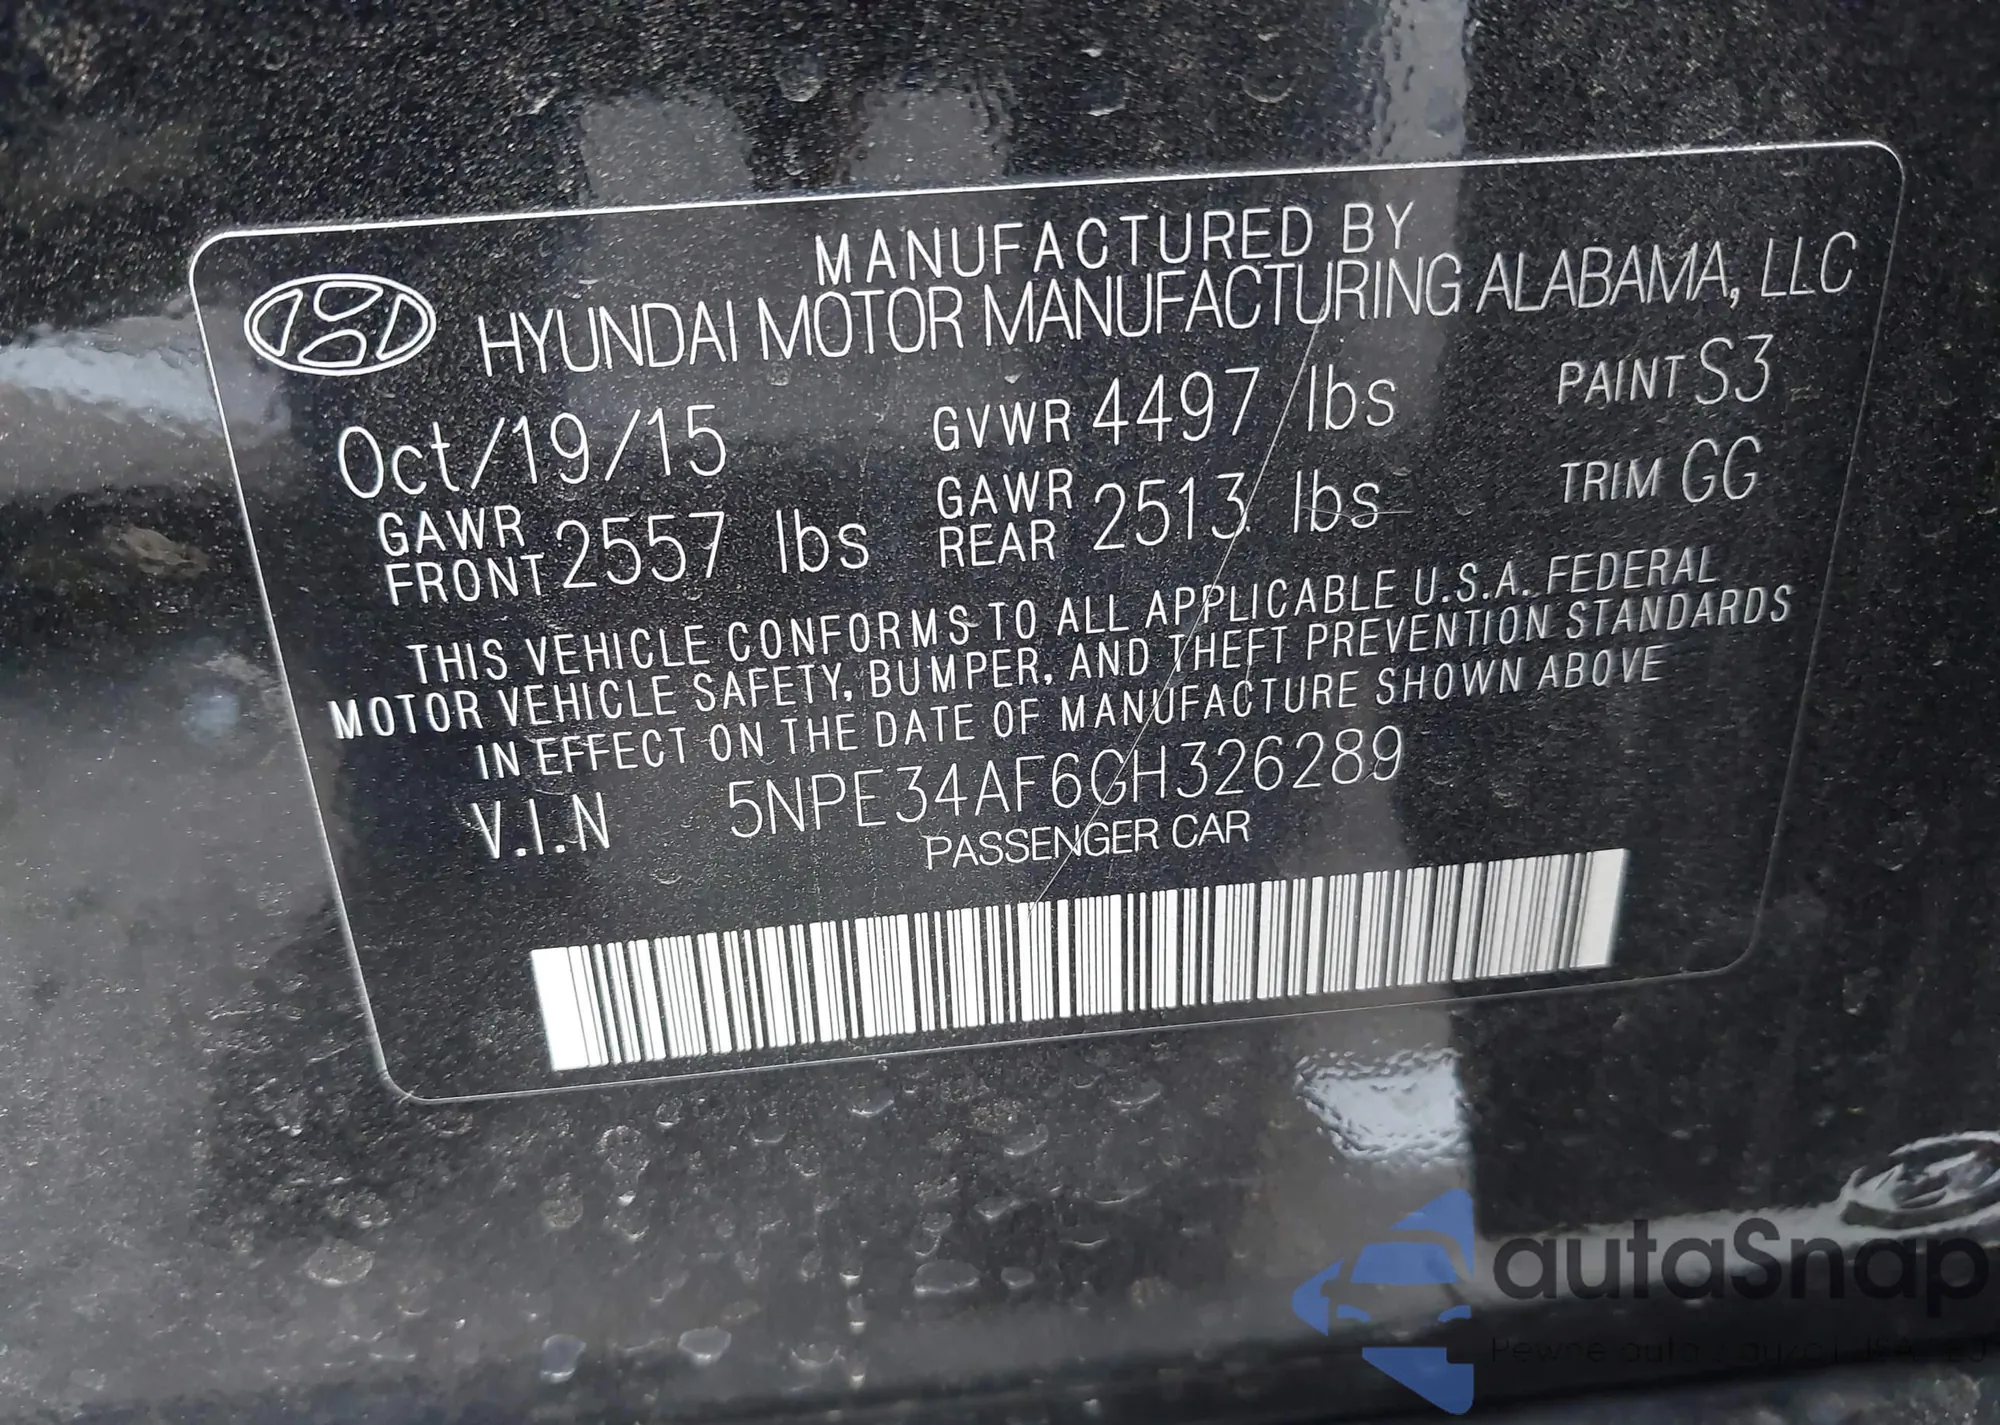 MANUFACTURED BY
HYUNDAI MOTOR MANUFACTURING ALABAMA, LLC
Oct/19/15 GVWR 4497 lbs PAINT S3
GAWR FRONT 2557 lbs GAWR REAR 2513 lbs TRIM GG
THIS VEHICLE CONFORMS TO ALL APPLICABLE U.S.A. FEDERAL
MOTOR VEHICLE SAFETY, BUMPER, AND THEFT PREVENTION STANDARDS
IN EFFECT ON THE DATE OF MANUFACTURE SHOWN ABOVE
V.I.N 5NPE34AF6GH326289
PASSENGER CAR
autaSnap
Pewne auta z